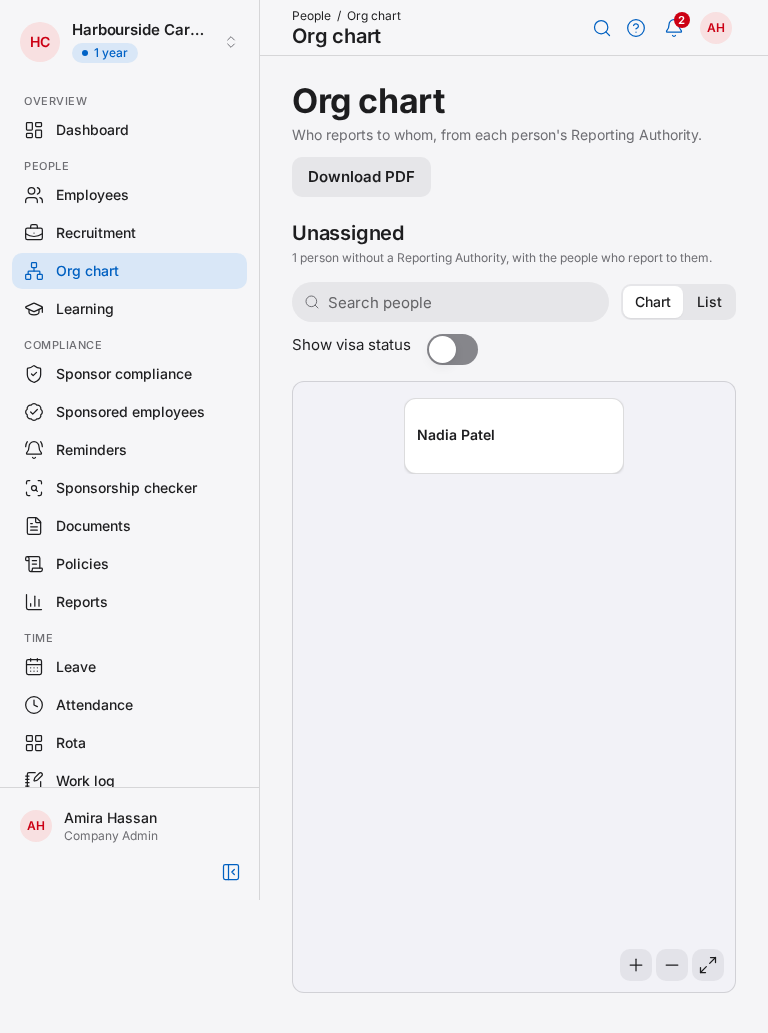 HC
Harbourside Car...
1 year
OVERVIEW
Dashboard
PEOPLE
Employees
Recruitment
Org chart
Learning
COMPLIANCE
Sponsor compliance
Sponsored employees
Reminders
Sponsorship checker
Documents
Policies
Reports
TIME
Leave
Attendance
Rota
Work log
AH
Amira Hassan
Company Admin
People / Org chart
Org chart
2
AH
Org chart
Who reports to whom, from each person's Reporting Authority.
Download PDF
Unassigned
1 person without a Reporting Authority, with the people who report to them.
Search people
Chart
List
Show visa status
Nadia Patel